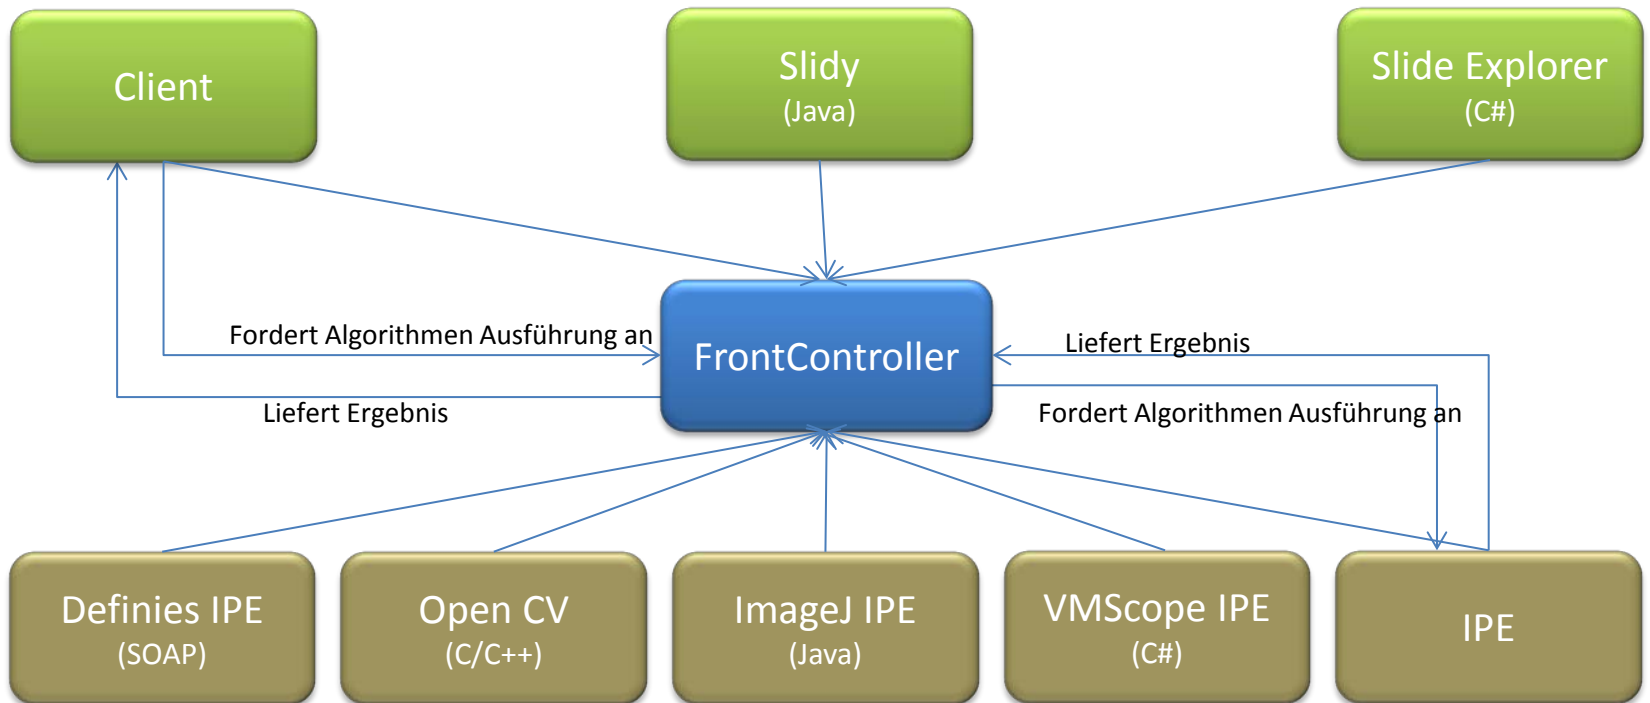 Client
Slidy
(Java)
Slide Explorer
(C#)
Fordert Algorithmen Ausführung an
Liefert Ergebnis
FrontController
Liefert Ergebnis
Fordert Algorithmen Ausführung an
Definies IPE
(SOAP)
Open CV
(C/C++)
ImageJ IPE
(Java)
VMScope IPE
(C#)
IPE